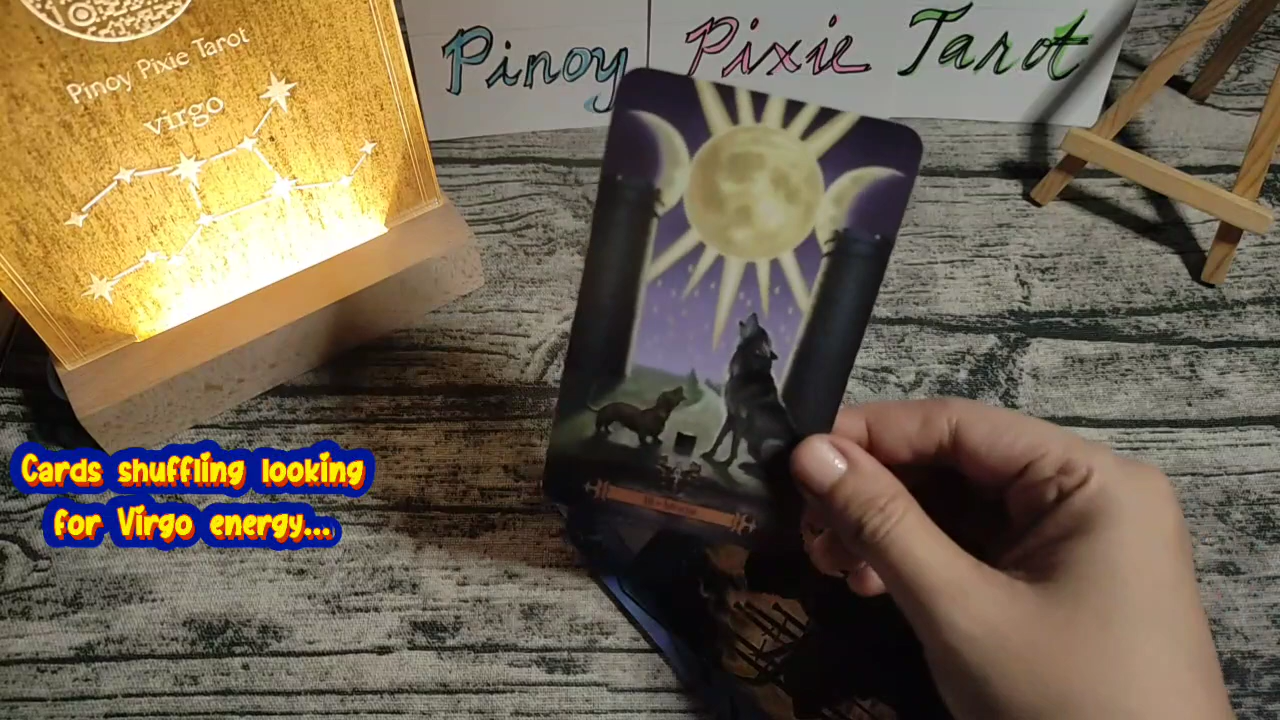 Pinoy Pixie Tarot
virgo
Pinoy Pixie Tarot
Cards shuffling looking
for Virgo energy...